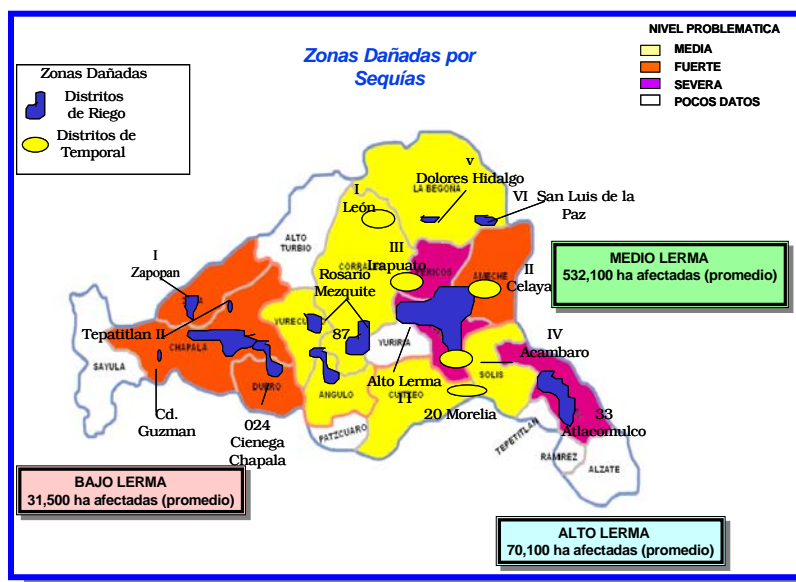 NIVEL PROBLEMATICA
MEDIA
FUERTE
SEVERA
POCOS DATOS
Zonas Dañadas por
Sequías
Zonas Dañadas
Distritos
de Riego
Distritos de
Temporal
v
Dolores Hidalgo
LA BEGOÑA
VI San Luis de la
Paz
I
León
ALTO
TURBIO
III
Irapuato
CORRALES
MEDIO LERMA
532,100 ha afectadas (promedio)
AMECHE
II
Celaya
I
Zapopan
Rosario
Mezquite
YURECU
87
Tepatitlan II
CHAPALA
SAYULA
YURIRIA
IV
Acambaro
SOLIS
Alto Lerma
11
DUERO
ANGULO
CUITZEO
20 Morelia
33
Atlacomulco
Cd.
Guzman
024
Cienega
Chapala
PATZCUARO
TEPETITLAN
RAMIREZ
ALZATE
BAJO LERMA
31,500 ha afectadas (promedio)
ALTO LERMA
70,100 ha afectadas (promedio)